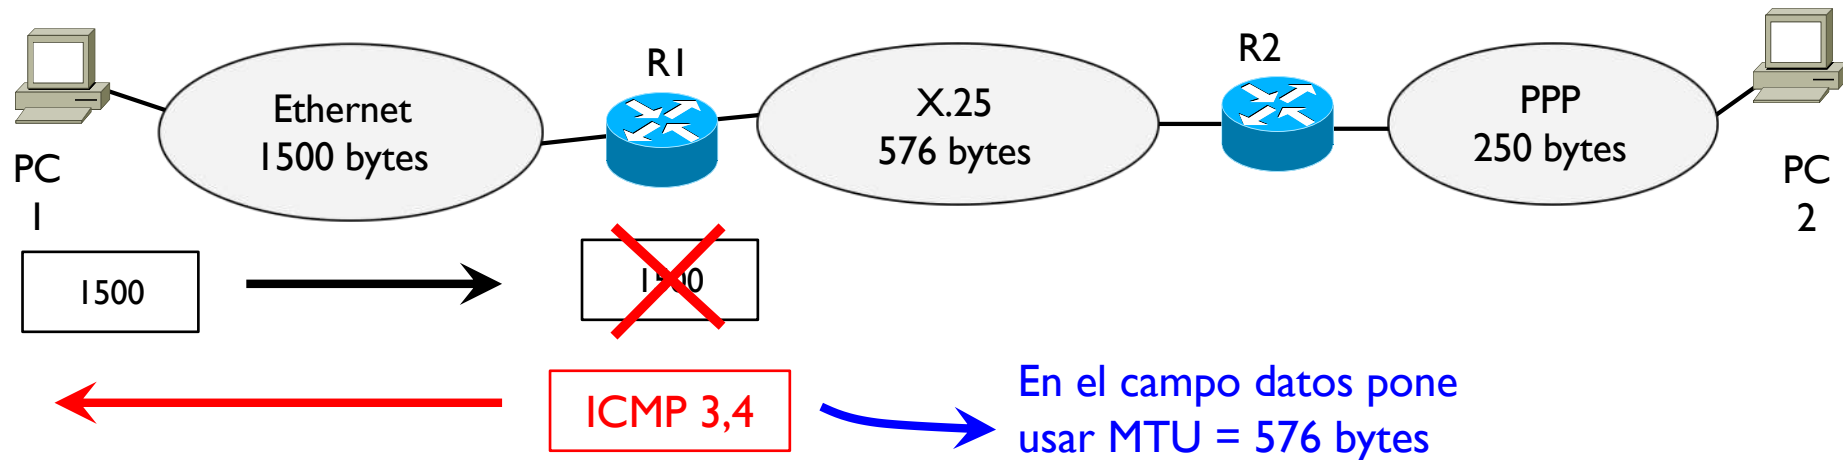 R1
R2
Ethernet
1500 bytes
X.25
576 bytes
PPP
250 bytes
PC
1
PC
2
1500
1500
ICMP 3,4
En el campo datos pone
usar MTU = 576 bytes